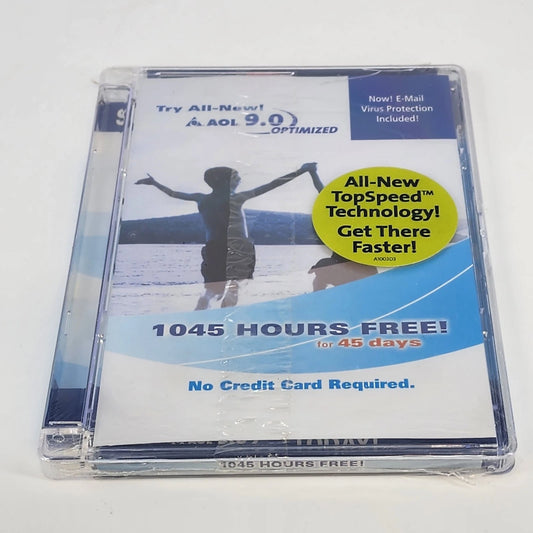 Try All-New!
AOL 9.0
OPTIMIZED
Now! E-Mail
Virus Protection
Included!
All-New
TopSpeed™
Technology!
Get There
Faster!
1045 HOURS FREE!
for 45 days
No Credit Card Required.
TODAY!
1045 HOURS FREE!